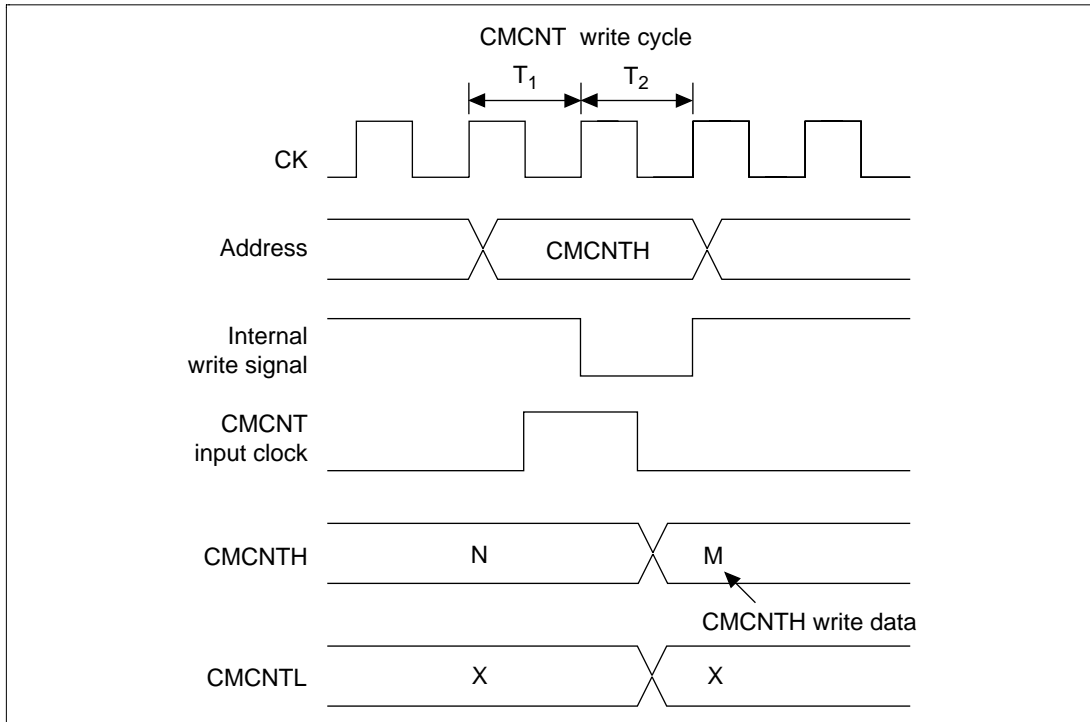 CMCNT write cycle
T1
T2
CK
Address
CMCNTH
Internal
write signal
CMCNT
input clock
CMCNTH
N
M
CMCNTH write data
CMCNTL
X
X